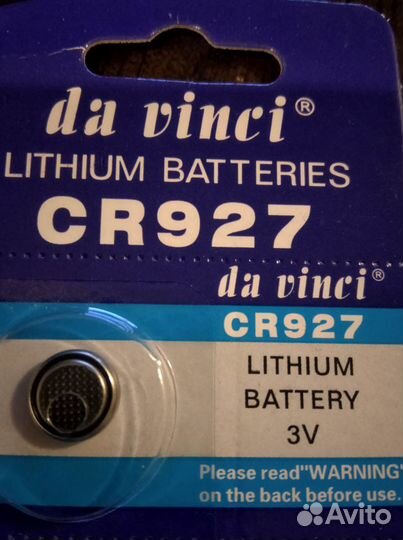 da vinci®
LITHIUM BATTERIES
CR927
da vinci®
CR927
LITHIUM
BATTERY
3V
Please read"WARNING"
on the back before use.
Avito